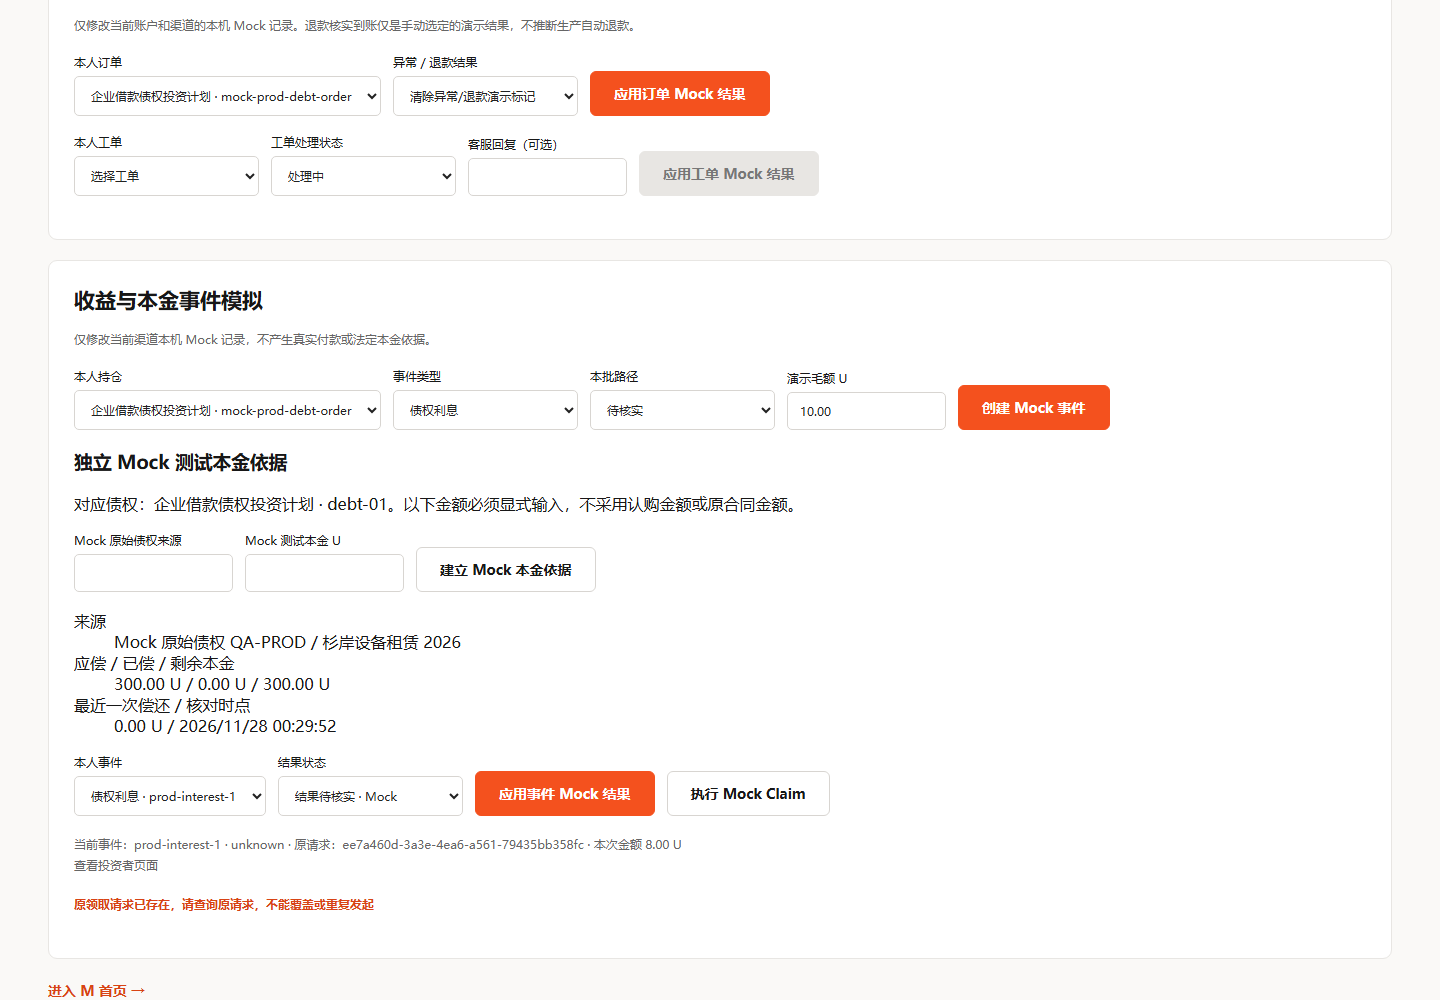 仅修改当前账户和渠道的本机 Mock 记录。退款核实到账仅是手动选定的演示结果，不推断生产自动退款。
本人订单
异常 / 退款结果
企业借款债权投资计划 · mock-prod-debt-order
清除异常/退款演示标记
应用订单 Mock 结果
本人工单
工单处理状态
客服回复（可选）
选择工单
处理中
应用工单 Mock 结果
收益与本金事件模拟
仅修改当前渠道本机 Mock 记录，不产生真实付款或法定本金依据。
本人持仓
事件类型
本批路径
演示毛额 U
企业借款债权投资计划 · mock-prod-debt-order
债权利息
待核实
10.00
创建 Mock 事件
独立 Mock 测试本金依据
对应债权：企业借款债权投资计划 · debt-01。以下金额必须显式输入，不采用认购金额或原合同金额。
Mock 原始债权来源
Mock 测试本金 U
建立 Mock 本金依据
来源
Mock 原始债权 QA-PROD / 杉岸设备租赁 2026
应偿 / 已偿 / 剩余本金
300.00 U / 0.00 U / 300.00 U
最近一次偿还 / 核对时点
0.00 U / 2026/11/28 00:29:52
本人事件
结果状态
债权利息 · prod-interest-1
结果待核实 · Mock
应用事件 Mock 结果
执行 Mock Claim
当前事件：prod-interest-1 · unknown · 原请求：ee7a460d-3a3e-4ea6-a561-79435bb358fc · 本次金额 8.00 U
查看投资者页面
原领取请求已存在，请查询原请求，不能覆盖或重复发起
进入 M 首页 →